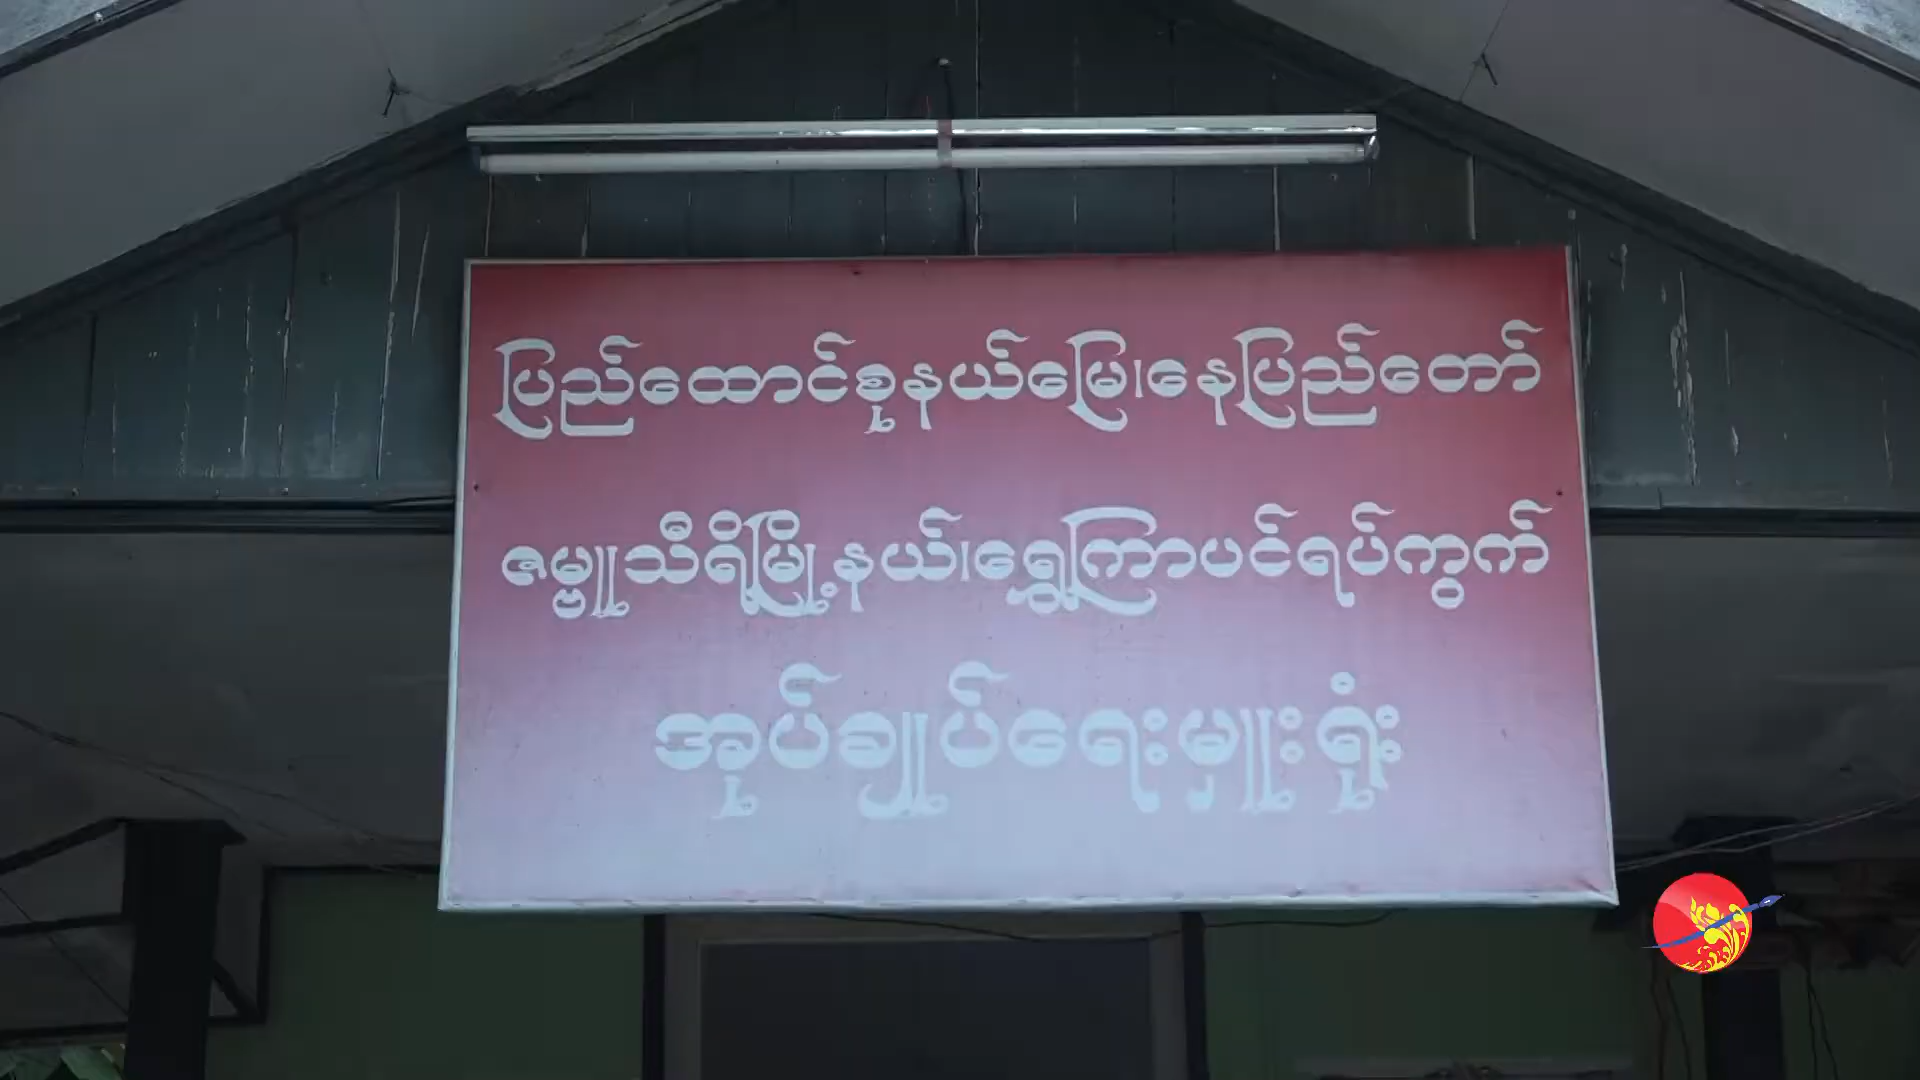 ပြည်ထောင်စုနယ်မြေ၊နေပြည်တော်
ဇမ္ဗူသီရိမြို့နယ်၊ရွှေကြာပင်ရပ်ကွက်
အုပ်ချုပ်ရေးမှူးရုံး